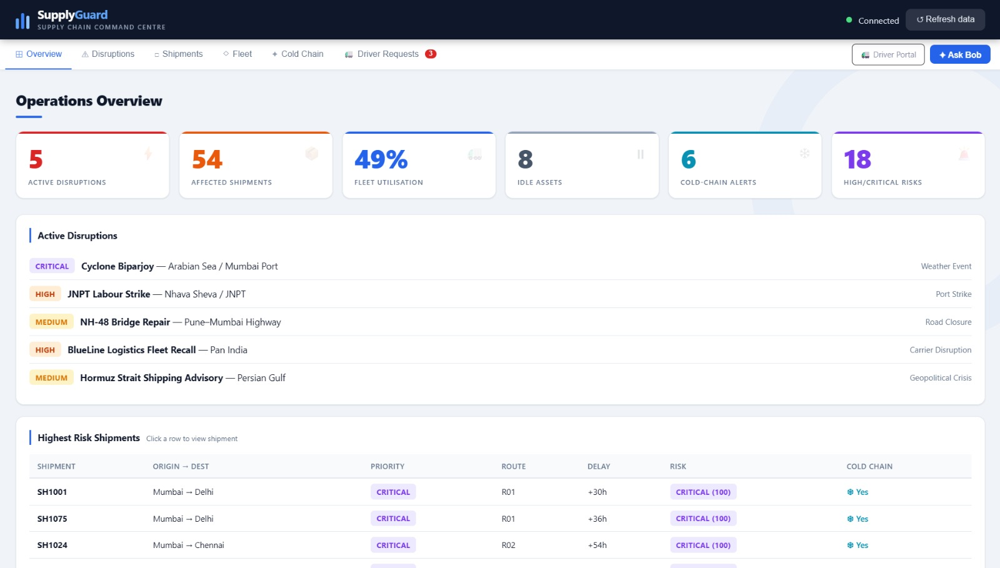 SupplyGuard
SUPPLY CHAIN COMMAND CENTRE
Connected
↺ Refresh data
Overview
Disruptions
Shipments
Fleet
Cold Chain
Driver Requests 3
Driver Portal
Ask Bob
Operations Overview
5
ACTIVE DISRUPTIONS
54
AFFECTED SHIPMENTS
49%
FLEET UTILISATION
8
IDLE ASSETS
6
COLD-CHAIN ALERTS
18
HIGH/CRITICAL RISKS
Active Disruptions
CRITICAL Cyclone Biparjoy — Arabian Sea / Mumbai Port Weather Event
HIGH JNPT Labour Strike — Nhava Sheva / JNPT Port Strike
MEDIUM NH-48 Bridge Repair — Pune–Mumbai Highway Road Closure
HIGH BlueLine Logistics Fleet Recall — Pan India Carrier Disruption
MEDIUM Hormuz Strait Shipping Advisory — Persian Gulf Geopolitical Crisis
Highest Risk Shipments Click a row to view shipment
SHIPMENT ORIGIN → DEST PRIORITY ROUTE DELAY RISK COLD CHAIN
SH1001 Mumbai → Delhi CRITICAL R01 +30h CRITICAL (100) ❄ Yes
SH1075 Mumbai → Delhi CRITICAL R01 +36h CRITICAL (100) ❄ Yes
SH1024 Mumbai → Chennai CRITICAL R02 +54h CRITICAL (100) ❄ Yes